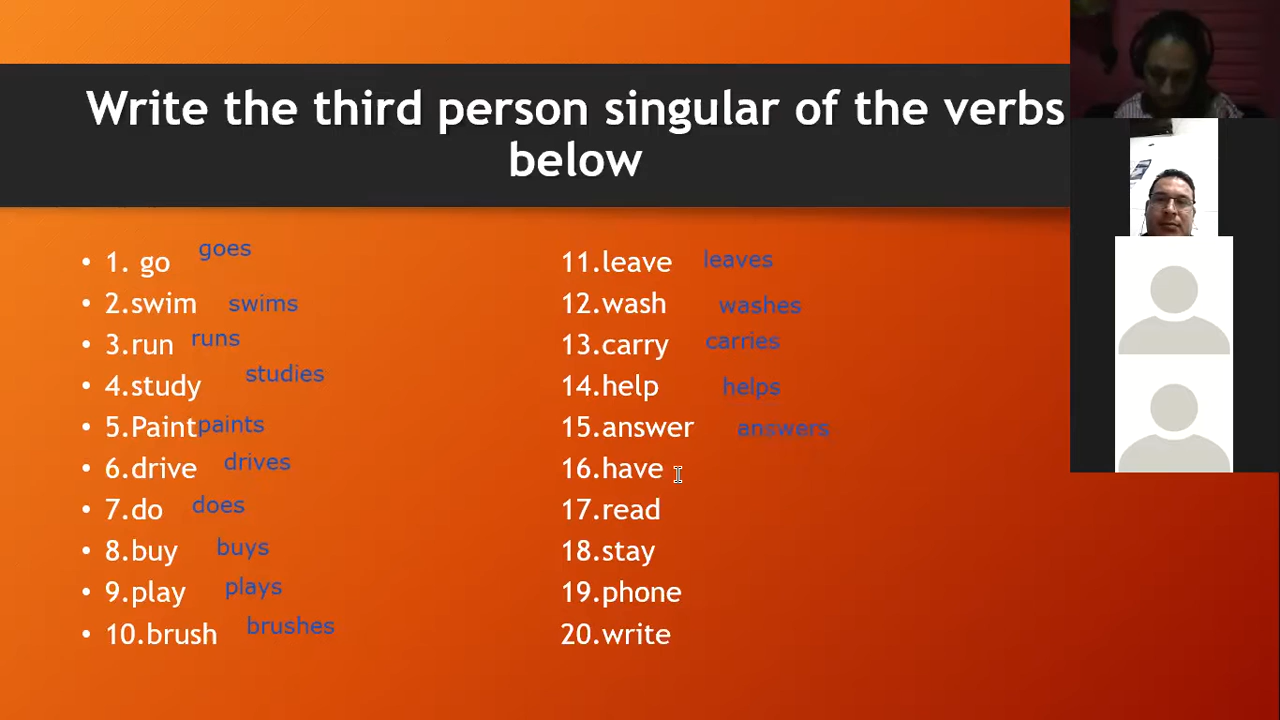 Write the third person singular of the verbs
below
• 1. go goes
• 2.swim swims
• 3.run runs
• 4.study studies
• 5.Paint paints
• 6.drive drives
• 7.do does
• 8.buy buys
• 9.play plays
• 10.brush brushes
11.leave leaves
12.wash washes
13.carry carries
14.help helps
15.answer answers
16.have
17.read
18.stay
19.phone
20.write